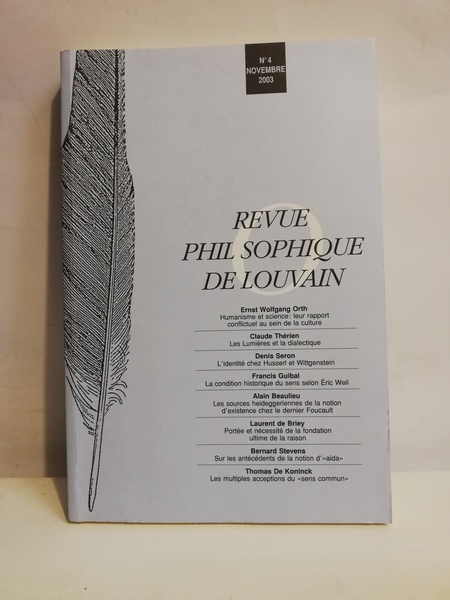 N° 4
NOVEMBRE
2003
REVUE
PHILOSOPHIQUE
DE LOUVAIN
Ernst Wolfgang Orth
Humanisme et science: leur rapport
conflictuel au sein de la culture
Claude Thérien
Les Lumières et la dialectique
Denis Seron
L'identité chez Husserl et Wittgenstein
Francis Guibal
La condition historique du sens selon Éric Weil
Alain Beaulieu
Les sources heideggeriennes de la notion
d'existence chez le dernier Foucault
Laurent de Briey
Portée et nécessité de la fondation
ultime de la raison
Bernard Stevens
Sur les antécédents de la notion d'«aida»
Thomas De Koninck
Les multiples acceptions du «sens commun»